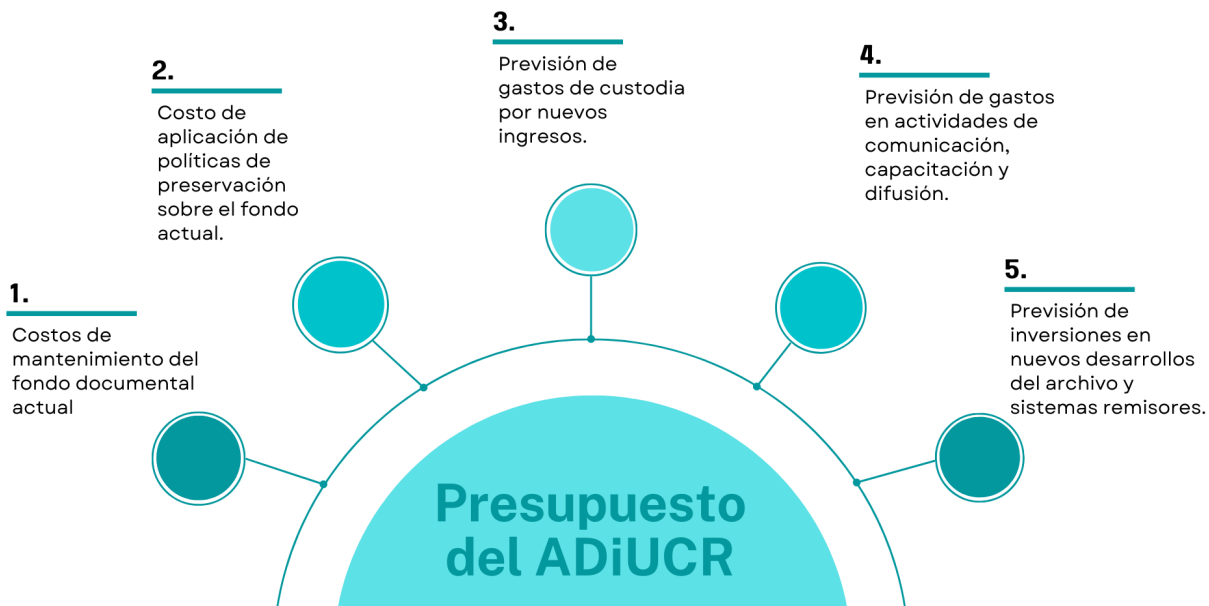 1.
Costos de
mantenimiento del
fondo documental
actual
2.
Costo de
aplicación de
políticas de
preservación
sobre el fondo
actual.
3.
Previsión de
gastos de custodia
por nuevos
ingresos.
4.
Previsión de gastos
en actividades de
comunicación,
capacitación y
difusión.
5.
Previsión de
inversiones en
nuevos desarrollos
del archivo y
sistemas remisores.
Presupuesto
del ADiUCR